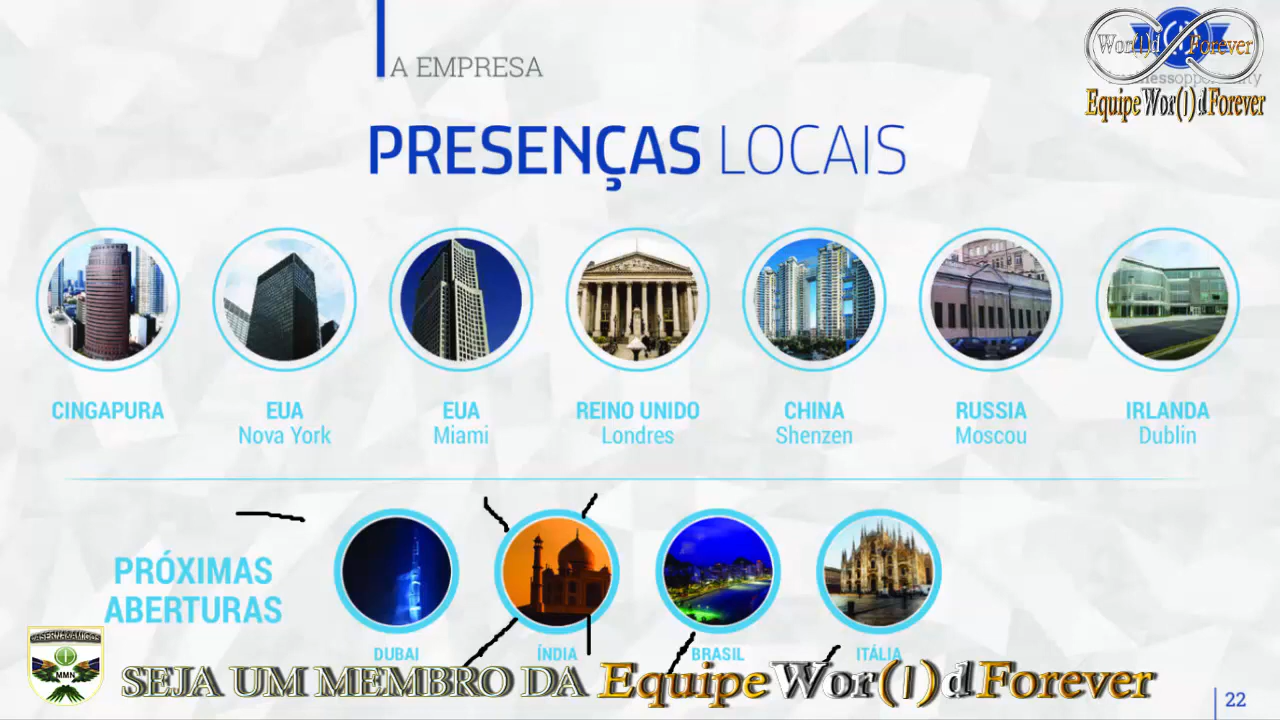 A EMPRESA
Wor(l)d Forever
Equipe Wor(l)d Forever
PRESENÇAS LOCAIS
CINGAPURA
EUA
Nova York
EUA
Miami
REINO UNIDO
Londres
CHINA
Shenzen
RUSSIA
Moscou
IRLANDA
Dublin
PRÓXIMAS
ABERTURAS
DUBAI
ÍNDIA
BRASIL
ITÁLIA
MMN
SEJA UM MEMBRO DA Equipe Wor(l)d Forever
22